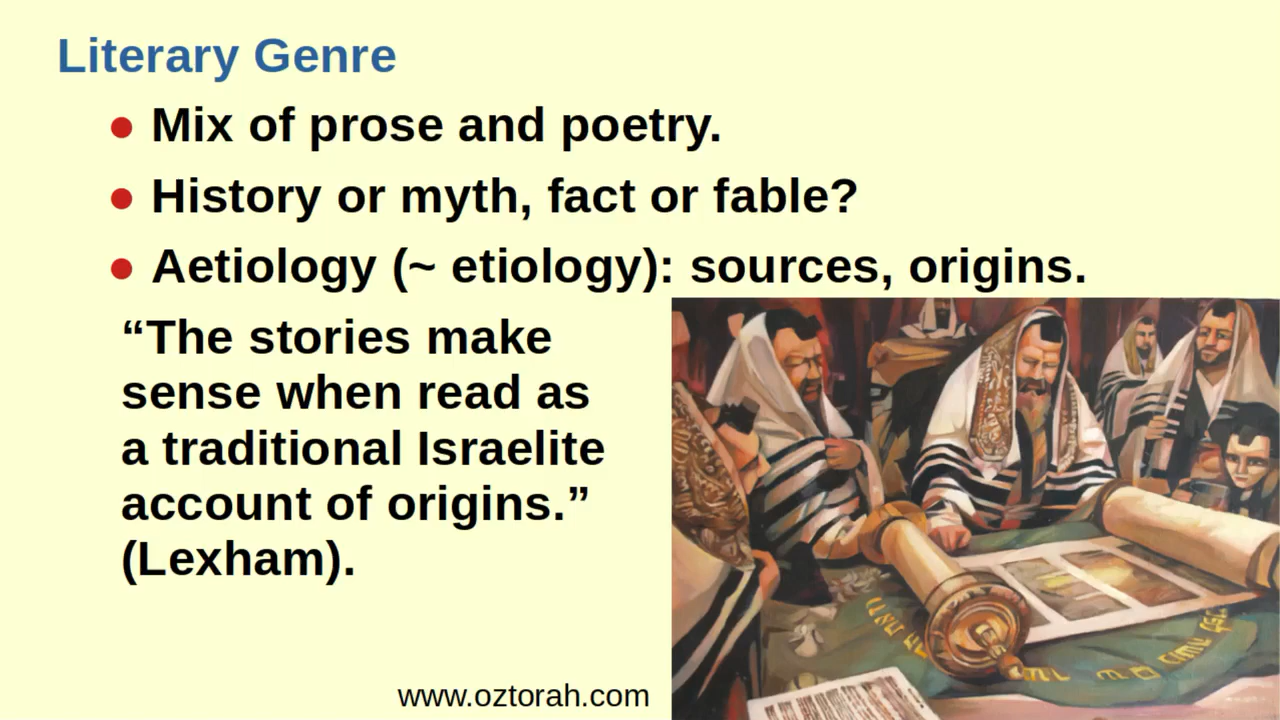 Literary Genre
● Mix of prose and poetry.
● History or myth, fact or fable?
● Aetiology (~ etiology): sources, origins.
“The stories make
sense when read as
a traditional Israelite
account of origins.”
(Lexham).
www.oztorah.com